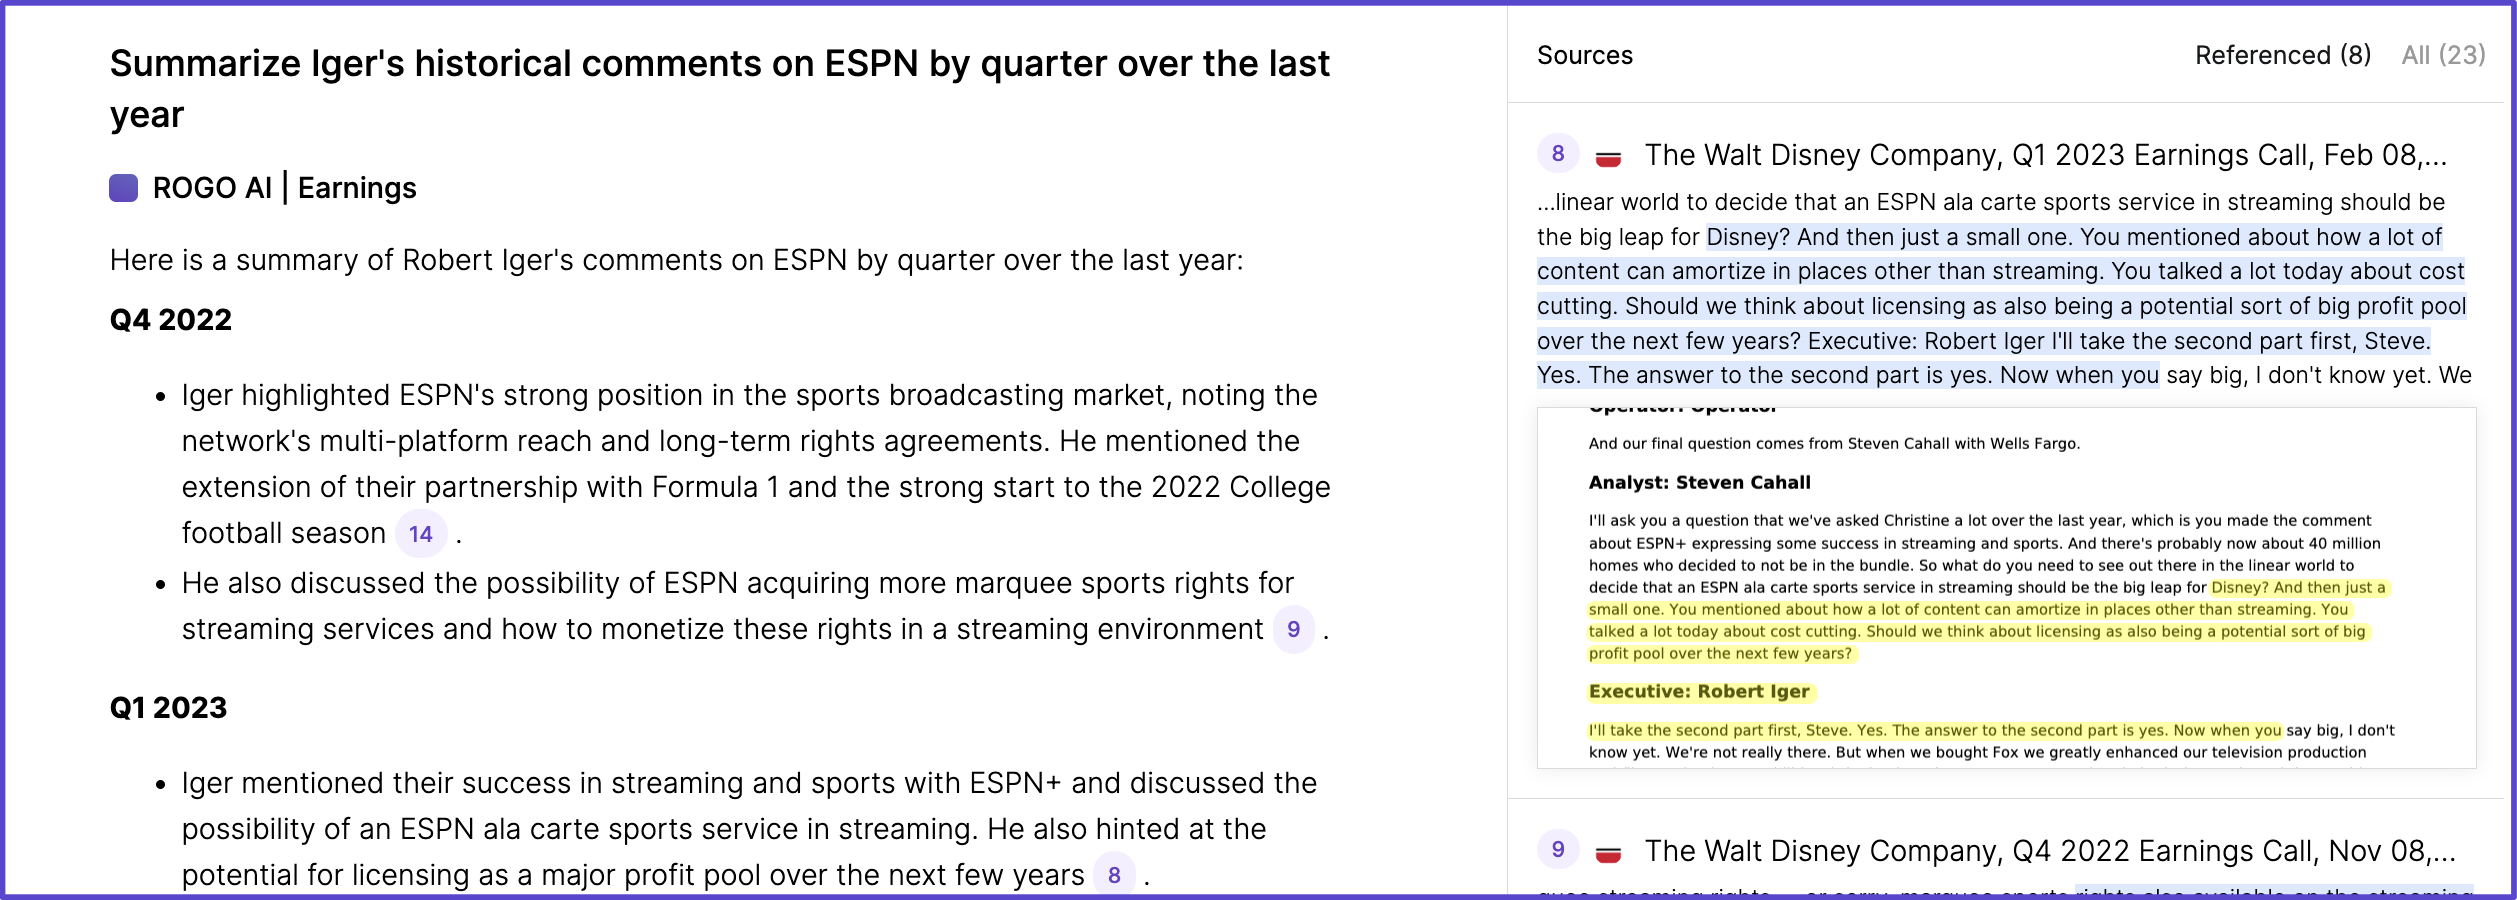 Summarize Iger's historical comments on ESPN by quarter over the last
year
ROGO AI | Earnings
Here is a summary of Robert Iger's comments on ESPN by quarter over the last year:
Q4 2022
• Iger highlighted ESPN's strong position in the sports broadcasting market, noting the
network's multi-platform reach and long-term rights agreements. He mentioned the
extension of their partnership with Formula 1 and the strong start to the 2022 College
football season 14 .
• He also discussed the possibility of ESPN acquiring more marquee sports rights for
streaming services and how to monetize these rights in a streaming environment 9 .
Q1 2023
• Iger mentioned their success in streaming and sports with ESPN+ and discussed the
possibility of an ESPN ala carte sports service in streaming. He also hinted at the
potential for licensing as a major profit pool over the next few years 8 .
Sources
Referenced (8) All (23)
8 The Walt Disney Company, Q1 2023 Earnings Call, Feb 08,...
...linear world to decide that an ESPN ala carte sports service in streaming should be
the big leap for Disney? And then just a small one. You mentioned about how a lot of
content can amortize in places other than streaming. You talked a lot today about cost
cutting. Should we think about licensing as also being a potential sort of big profit pool
over the next few years? Executive: Robert Iger I'll take the second part first, Steve.
Yes. The answer to the second part is yes. Now when you say big, I don't know yet. We
Operator: Operator
And our final question comes from Steven Cahall with Wells Fargo.
Analyst: Steven Cahall
I'll ask you a question that we've asked Christine a lot over the last year, which is you made the comment
about ESPN+ expressing some success in streaming and sports. And there's probably now about 40 million
homes who decided to not be in the bundle. So what do you need to see out there in the linear world to
decide that an ESPN ala carte sports service in streaming should be the big leap for Disney? And then just a
small one. You mentioned about how a lot of content can amortize in places other than streaming. You
talked a lot today about cost cutting. Should we think about licensing as also being a potential sort of big
profit pool over the next few years?
Executive: Robert Iger
I'll take the second part first, Steve. Yes. The answer to the second part is yes. Now when you say big, I don't
know yet. We're not really there. But when we bought Fox we greatly enhanced our television production
9 The Walt Disney Company, Q4 2022 Earnings Call, Nov 08,...
streaming rights or sorry, marquee sports rights also available on the streaming